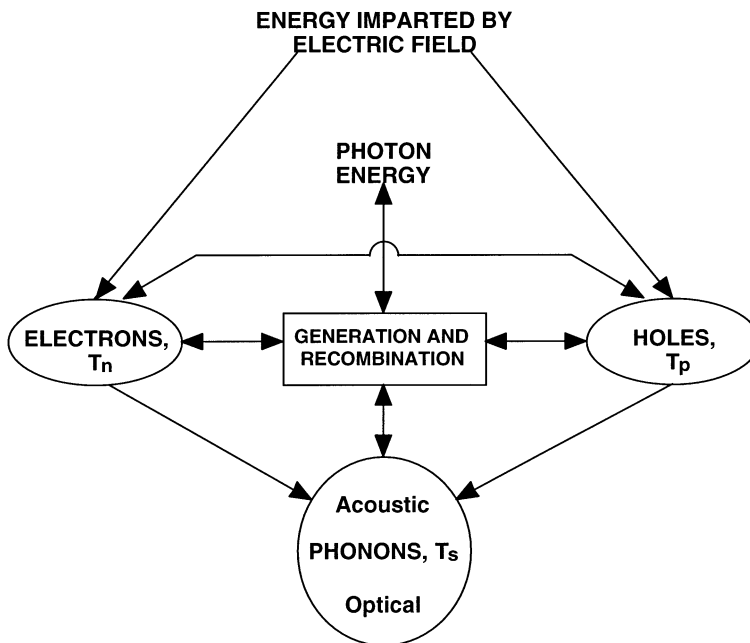 ENERGY IMPARTED BY
ELECTRIC FIELD
PHOTON
ENERGY
ELECTRONS,
Tn
GENERATION AND
RECOMBINATION
HOLES,
Tp
Acoustic
PHONONS, Ts
Optical